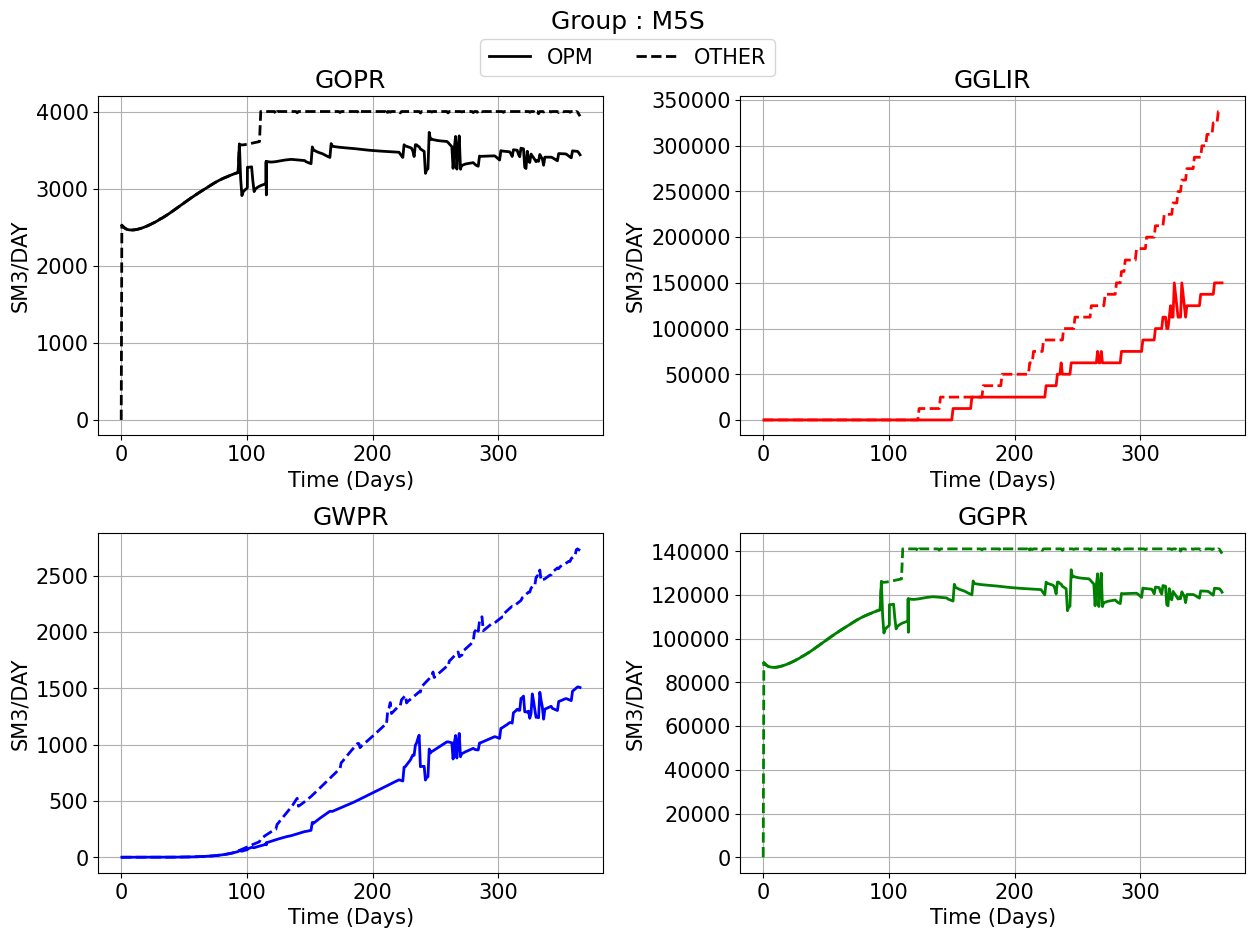 Group : M5S
OPM OTHER
GOPR
4000
3000
2000
1000
0
SM3/DAY
0 100 200 300
Time (Days)
GGLIR
350000
300000
250000
200000
150000
100000
50000
0
SM3/DAY
0 100 200 300
Time (Days)
GWPR
2500
2000
1500
1000
500
0
SM3/DAY
0 100 200 300
Time (Days)
GGPR
140000
120000
100000
80000
60000
40000
20000
0
SM3/DAY
0 100 200 300
Time (Days)